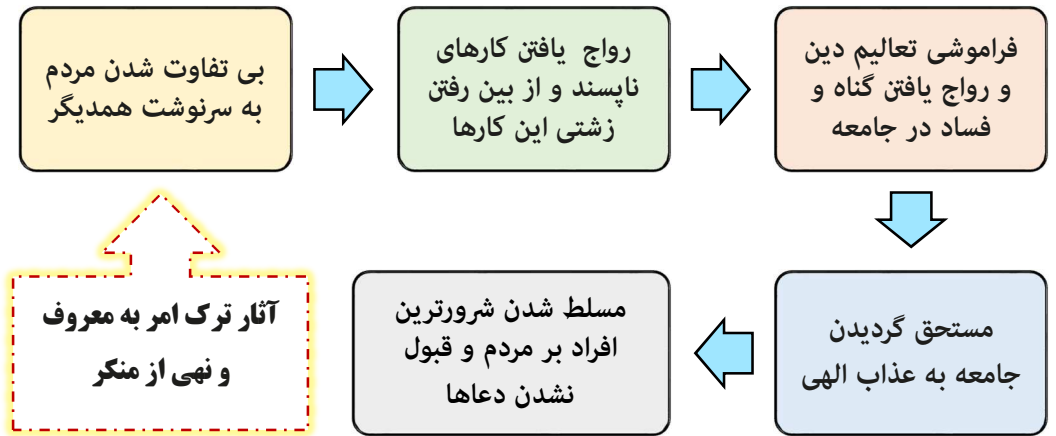 آثار ترک امر به معروف
و نهی از منکر
بی تفاوت شدن مردم
به سرنوشت همدیگر
رواج یافتن کارهای
ناپسند و از بین رفتن
زشتی این کارها
فراموشی تعالیم دین
و رواج یافتن گناه و
فساد در جامعه
مستحق گردیدن
جامعه به عذاب الهی
مسلط شدن شرورترین
افراد بر مردم و قبول
نشدن دعاها